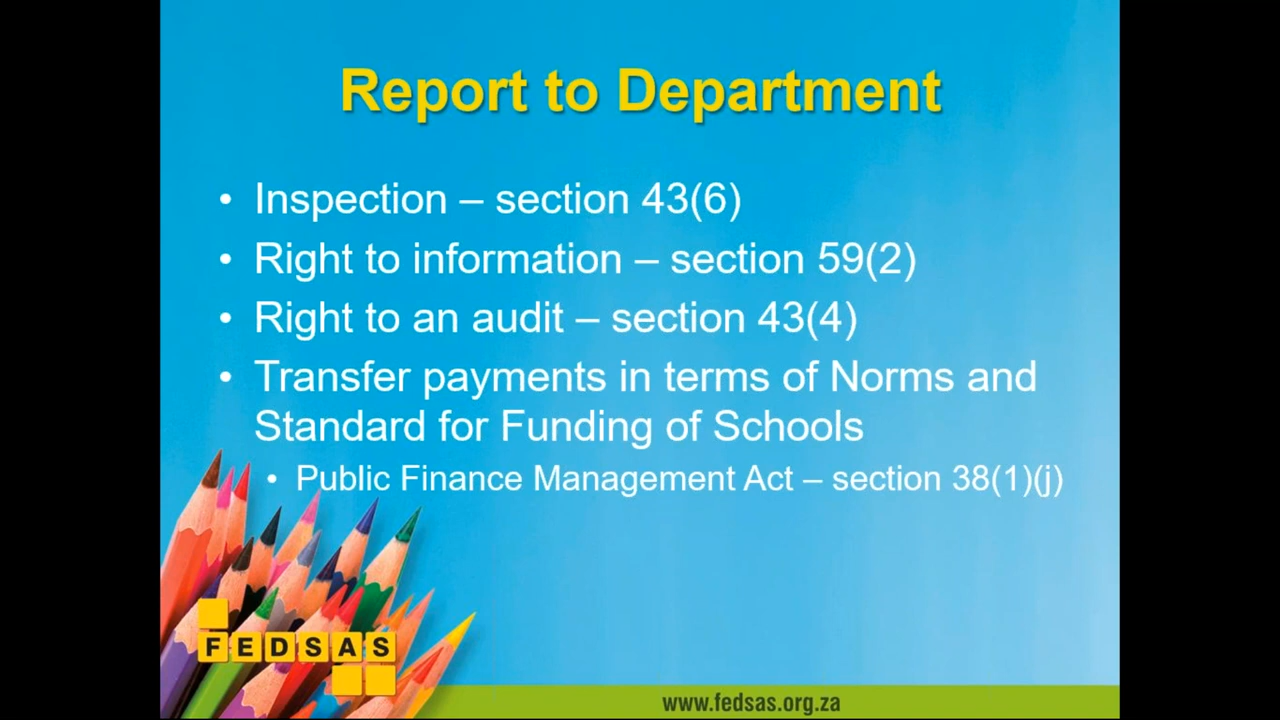 Report to Department
• Inspection – section 43(6)
• Right to information – section 59(2)
• Right to an audit – section 43(4)
• Transfer payments in terms of Norms and
Standard for Funding of Schools
• Public Finance Management Act – section 38(1)(j)
FEDSAS
www.fedsas.org.za